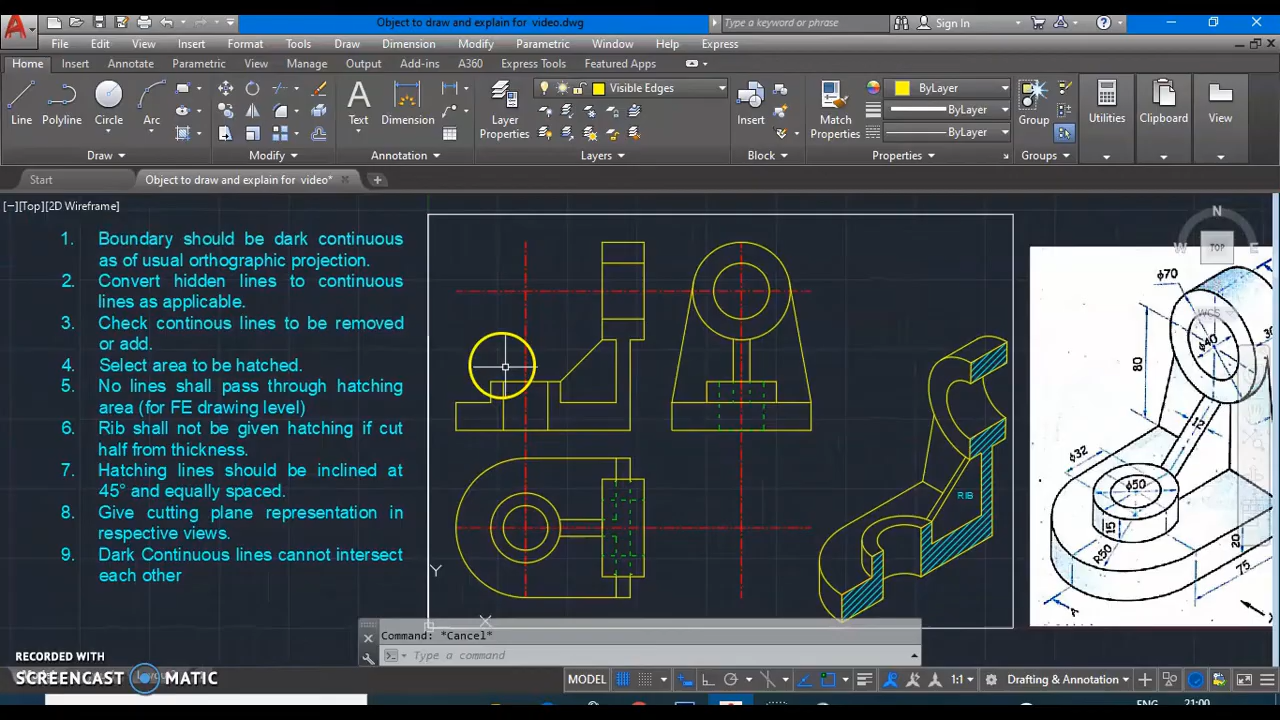 Object to draw and explain for video.dwg
Type a keyword or phrase
Sign In
File Edit View Insert Format Tools Draw Dimension Modify Parametric Window Help Express
Home Insert Annotate Parametric View Manage Output Add-ins A360 Express Tools Featured Apps
Line Polyline Circle Arc
Text Dimension
Layer Properties
Visible Edges
Insert
Match Properties
ByLayer
ByLayer
ByLayer
Group
Utilities
Clipboard
View
Draw Modify Annotation Layers Block Properties Groups
Start
Object to draw and explain for video*
[−][Top][2D Wireframe]
1. Boundary should be dark continuous
as of usual orthographic projection.
2. Convert hidden lines to continuous
lines as applicable.
3. Check continous lines to be removed
or add.
4. Select area to be hatched.
5. No lines shall pass through hatching
area (for FE drawing level)
6. Rib shall not be given hatching if cut
half from thickness.
7. Hatching lines should be inclined at
45° and equally spaced.
8. Give cutting plane representation in
respective views.
9. Dark Continuous lines cannot intersect
each other
Y
X
RIB
N
W
TOP
E
WCS
φ70
φ40
30
80
12
φ32
φ50
15
R50
20
75
A
Command: *Cancel*
Type a command
RECORDED WITH
SCREENCAST MATIC
MODEL
1:1
Drafting & Annotation
ENG
21:00